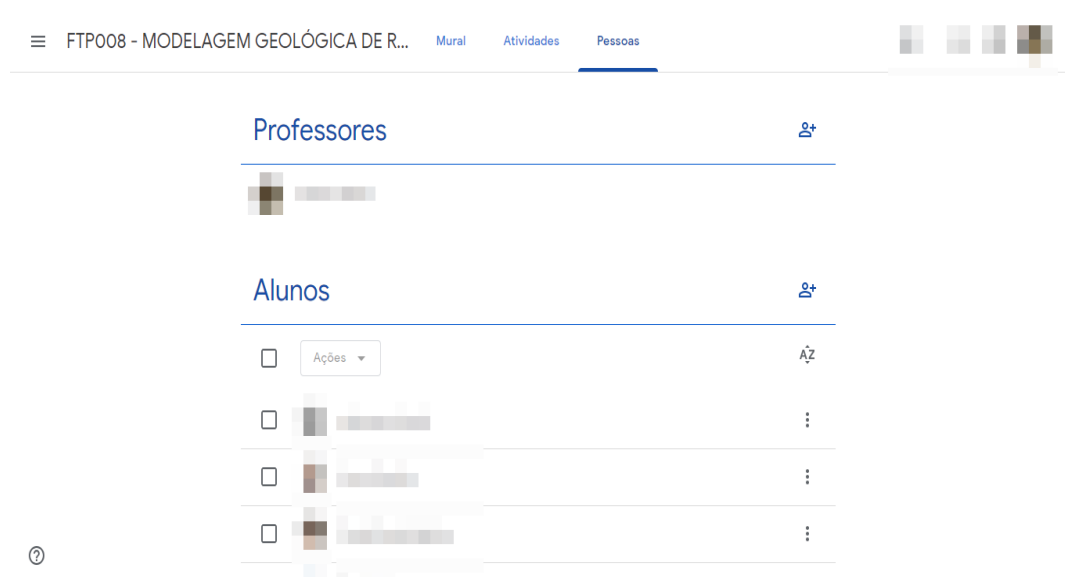 FTP008 - MODELAGEM GEOLÓGICA DE R... Mural Atividades Pessoas
Professores
Alunos
Ações
AZ